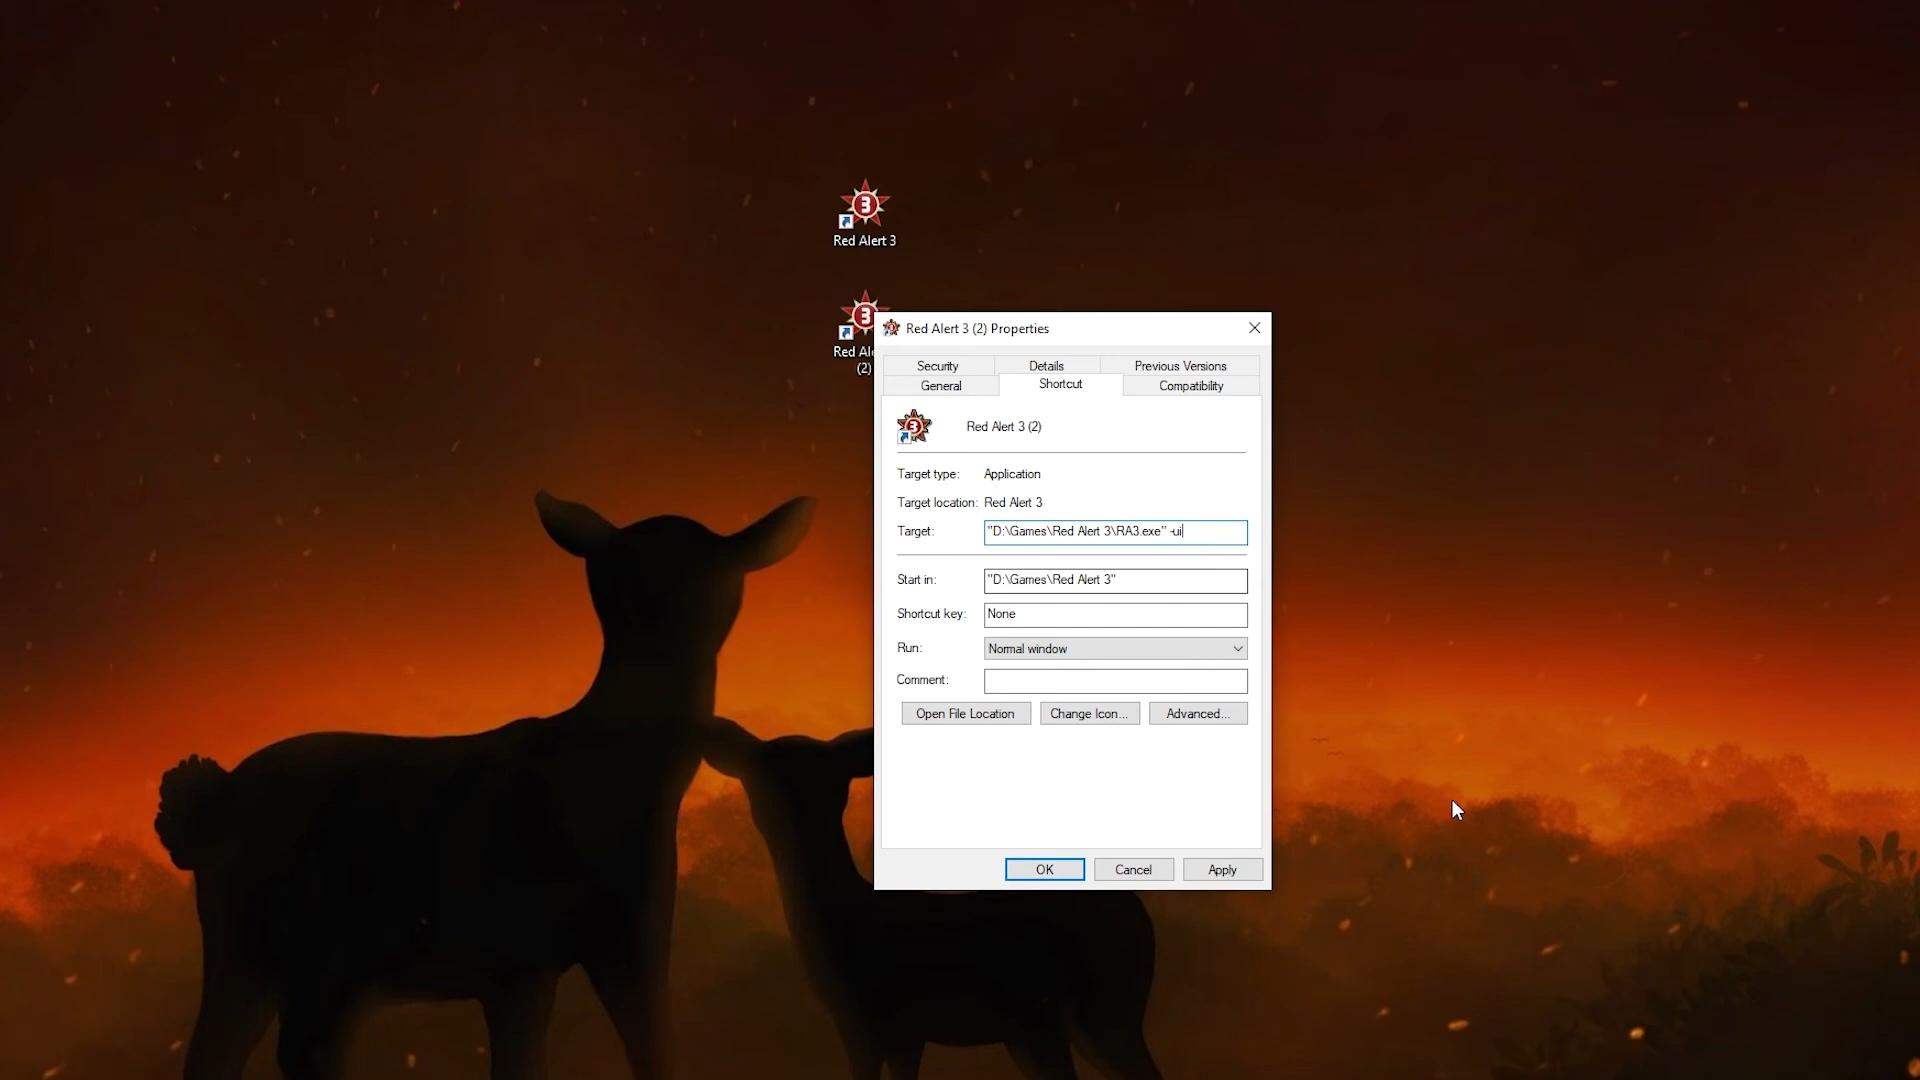 Red Alert 3
3
(2)
Red Alert 3 (2) Properties
Security Details Previous Versions
General Shortcut Compatibility
Red Alert 3 (2)
Target type: Application
Target location: Red Alert 3
Target: "D:\Games\Red Alert 3\RA3.exe" -ui
Start in: "D:\Games\Red Alert 3"
Shortcut key: None
Run: Normal window
Comment:
Open File Location Change Icon... Advanced...
OK Cancel Apply